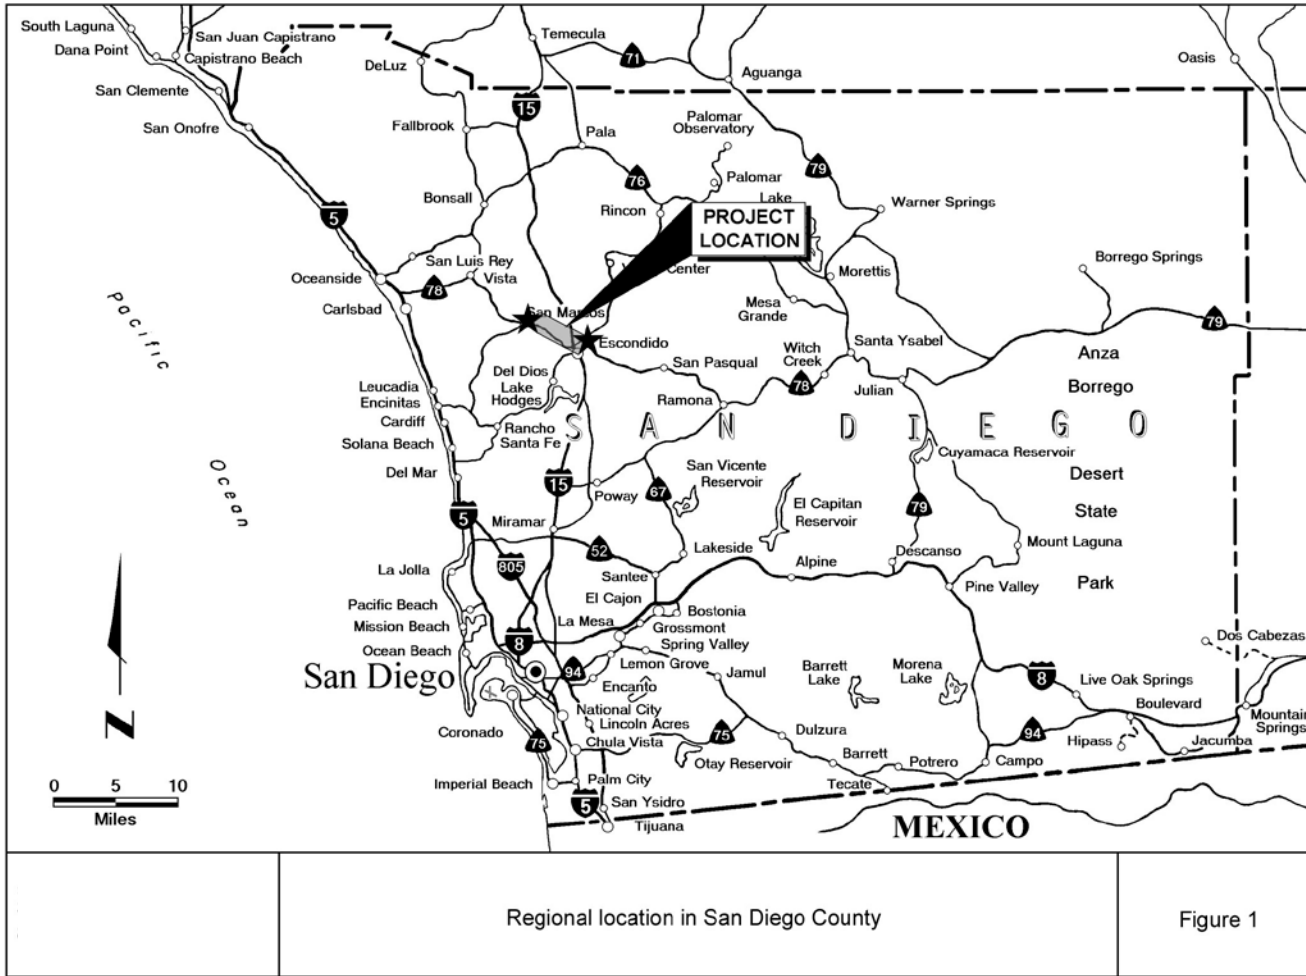 South Laguna
San Juan Capistrano
Dana Point
Capistrano Beach
San Clemente
San Onofre
DeLuz
Temecula
71
Aguanga
Oasis
15
Fallbrook
Pala
Palomar
Observatory
79
76
Palomar
Lake
Bonsall
Rincon
Warner Springs
5
PROJECT
LOCATION
San Luis Rey
Oceanside
Vista
78
Center
Morettis
Borrego Springs
Carlsbad
San Marcos
Mesa
Grande
79
Pacific
Ocean
Escondido
Santa Ysabel
Witch
Creek
Anza
San Pasqual
78
Julian
Borrego
Del Dios
Lake
Hodges
Leucadia
Encinitas
Ramona
Cardiff
Rancho
Santa Fe
Solana Beach
SAN DIEGO
Cuyamaca Reservoir
Del Mar
San Vicente
Reservoir
Desert
15
Poway
67
El Capitan
Reservoir
79
State
5
Miramar
52
Lakeside
Mount Laguna
Descanso
Alpine
La Jolla
805
Santee
Park
Pine Valley
El Cajon
Pacific Beach
Bostonia
La Mesa
Mission Beach
Grossmont
8
Spring Valley
Dos Cabezas
Ocean Beach
Lemon Grove
San Diego
94
Jamul
Barrett
Lake
Morena
Lake
8
Live Oak Springs
Encanto
National City
Boulevard
Mountain
Springs
Lincoln Acres
Coronado
75
Chula Vista
75
Dulzura
94
Hipass
Jacumba
Otay Reservoir
Barrett
Potrero
Campo
Imperial Beach
Palm City
Tecate
5
San Ysidro
Tijuana
MEXICO
N
0 5 10
Miles
Regional location in San Diego County
Figure 1